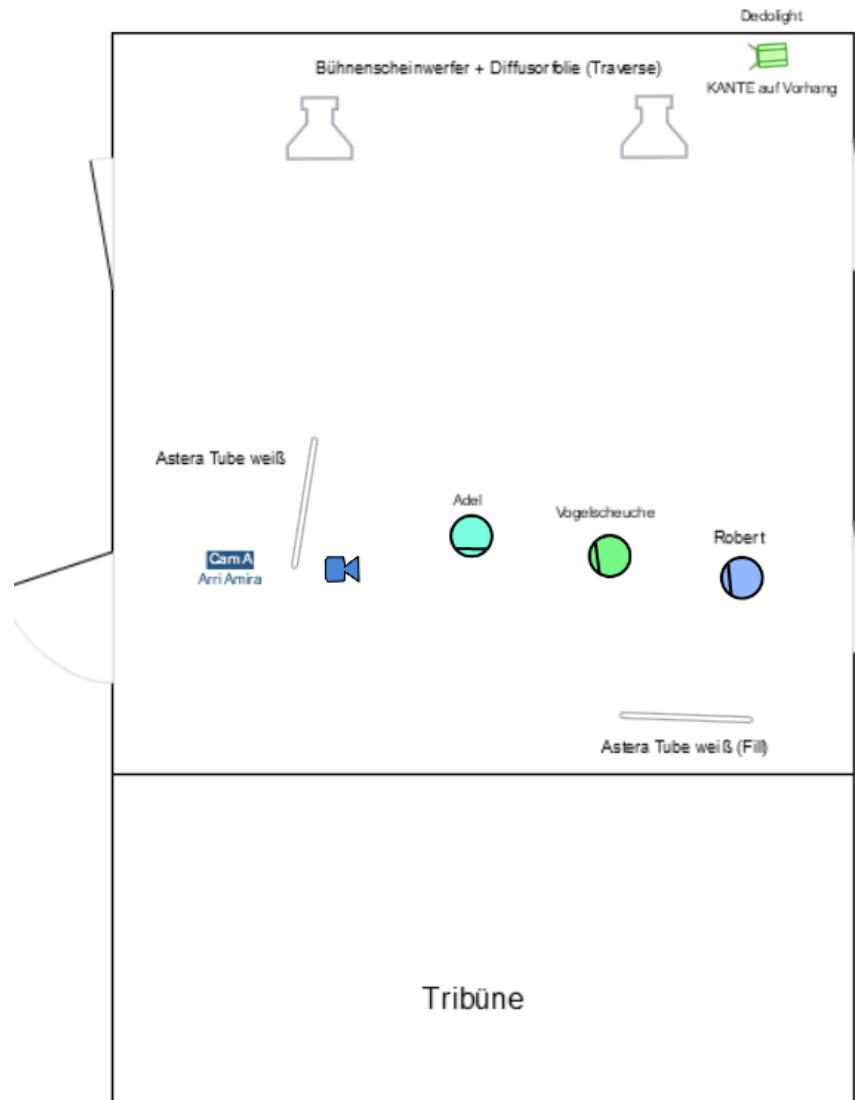 Dedolight
Bühnenscheinwerfer + Diffusorfolie (Traverse)
KANTE auf Vorhang
Astera Tube weiß
Adel
Vogelscheuche
Robert
Cam A
Arri Amira
Astera Tube weiß (Fill)
Tribüne